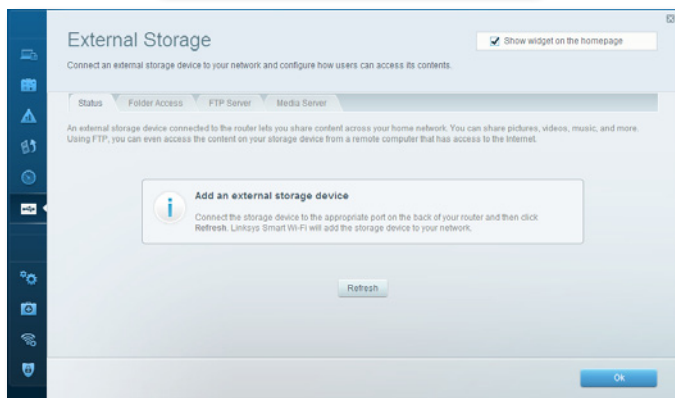 External Storage
Show widget on the homepage
Connect an external storage device to your network and configure how users can access its contents.
Status Folder Access FTP Server Media Server
An external storage device connected to the router lets you share content across your home network. You can share pictures, videos, music, and more.
Using FTP, you can even access the content on your storage device from a remote computer that has access to the Internet.
Add an external storage device
Connect the storage device to the appropriate port on the back of your router and then click
Refresh. Linksys Smart Wi-Fi will add the storage device to your network.
Refresh
Ok